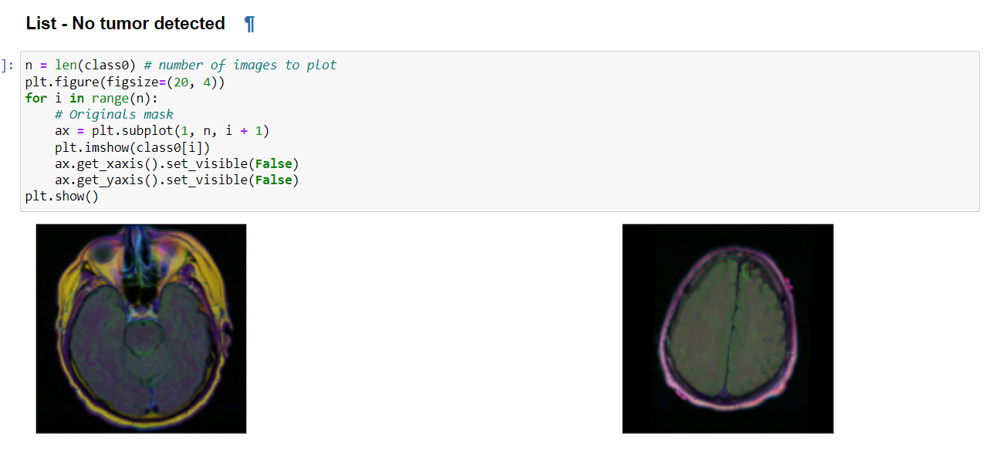 List - No tumor detected ¶
]: n = len(class0) # number of images to plot
plt.figure(figsize=(20, 4))
for i in range(n):
    # Originals mask
    ax = plt.subplot(1, n, i + 1)
    plt.imshow(class0[i])
    ax.get_xaxis().set_visible(False)
    ax.get_yaxis().set_visible(False)
plt.show()